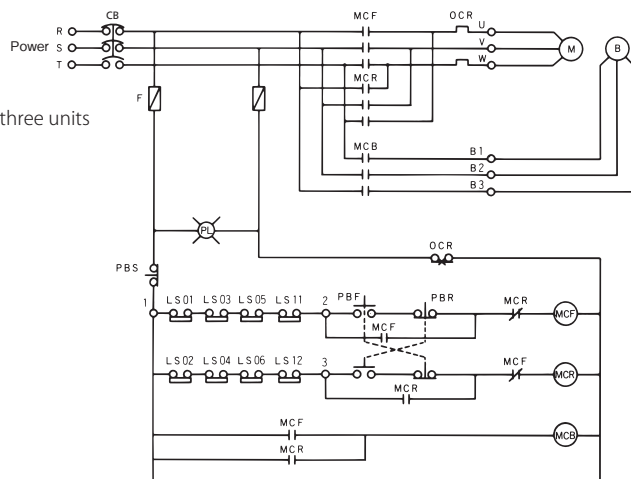 CB MCF OCR
R U
Power S V M B
T W
MCR
F
three units
MCB
B1
B2
B3
PL
OCR
PBS
1 LS01 LS03 LS05 LS11 2 PBF PBR MCR
MCF
MCF
LS02 LS04 LS06 LS12 3 MCF
MCR
MCR
MCF
MCB
MCR